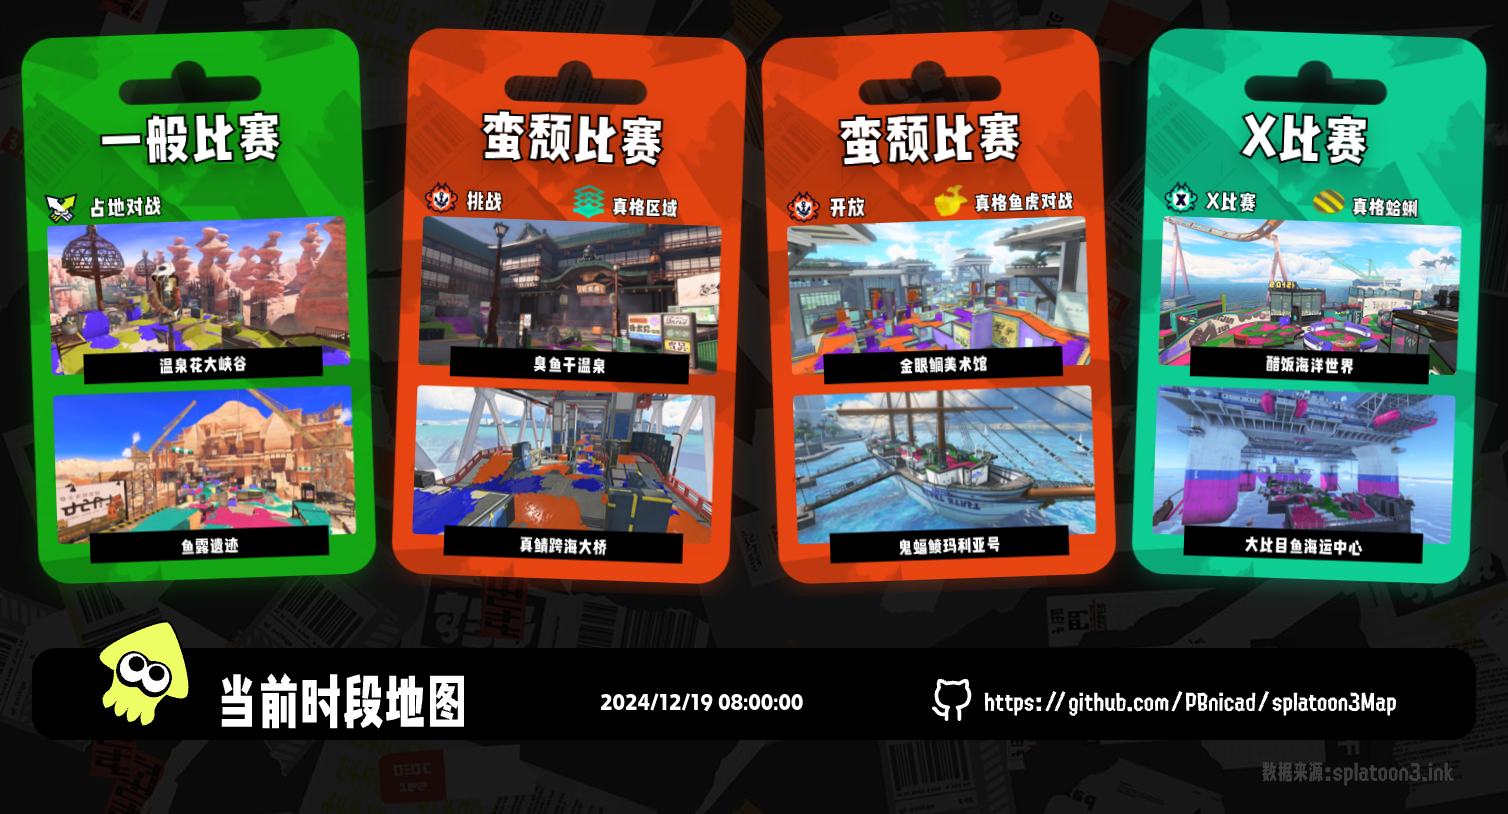 一般比赛
占地对战
温泉花大峡谷
鱼露遗迹
蛮颓比赛
挑战
真格区域
臭鱼干温泉
真鲭跨海大桥
蛮颓比赛
开放
真格鱼虎对战
金眼鲷美术馆
鬼蝠鲼玛利亚号
X比赛
X比赛
真格蛤蜊
醋饭海洋世界
大比目鱼海运中心
当前时段地图
2024/12/19 08:00:00
https://github.com/PBnicad/splatoon3Map
数据来源:splatoon3.ink